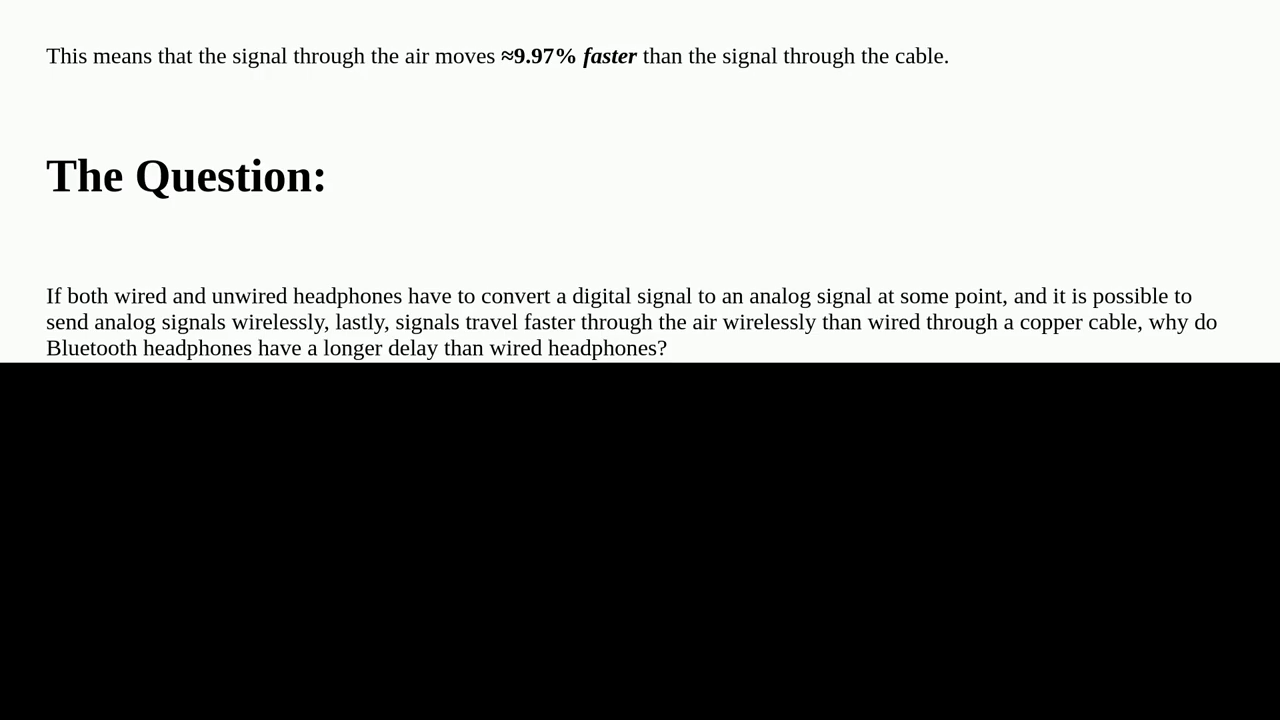 This means that the signal through the air moves ≈9.97% faster than the signal through the cable.
The Question:
If both wired and unwired headphones have to convert a digital signal to an analog signal at some point, and it is possible to
send analog signals wirelessly, lastly, signals travel faster through the air wirelessly than wired through a copper cable, why do
Bluetooth headphones have a longer delay than wired headphones?